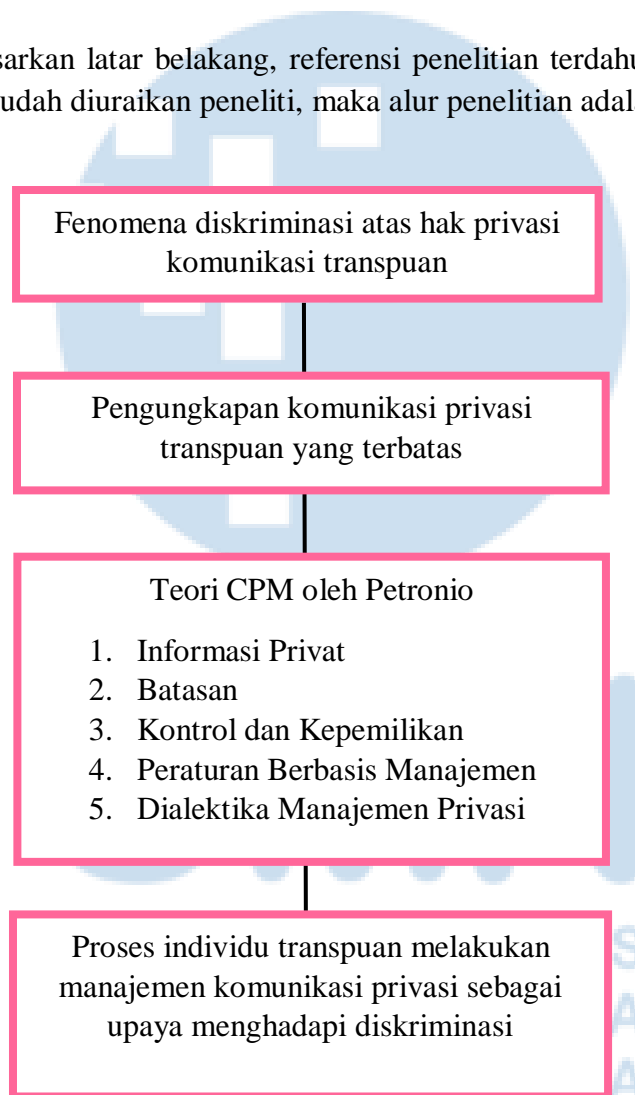 sarkan latar belakang, referensi penelitian terdahu
udah diuraikan peneliti, maka alur penelitian adal
Fenomena diskriminasi atas hak privasi
komunikasi transpuan
Pengungkapan komunikasi privasi
transpuan yang terbatas
Teori CPM oleh Petronio
1. Informasi Privat
2. Batasan
3. Kontrol dan Kepemilikan
4. Peraturan Berbasis Manajemen
5. Dialektika Manajemen Privasi
Proses individu transpuan melakukan
manajemen komunikasi privasi sebagai
upaya menghadapi diskriminasi
S
A
A